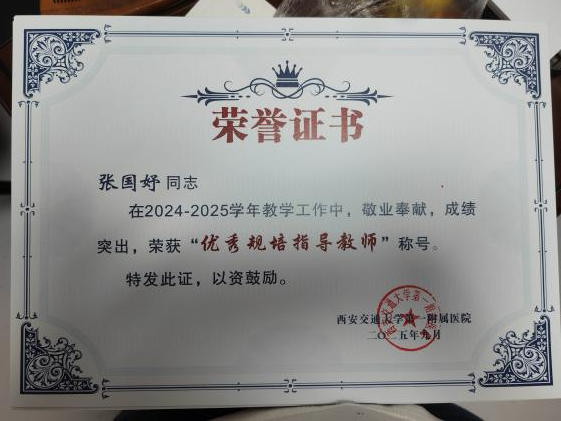 荣誉证书
张国妤同志
在2024-2025学年教学工作中，敬业奉献，成绩
突出，荣获“优秀规培指导教师”称号。
特发此证，以资鼓励。
西安交通大学第一附属医院
二〇二五年九月